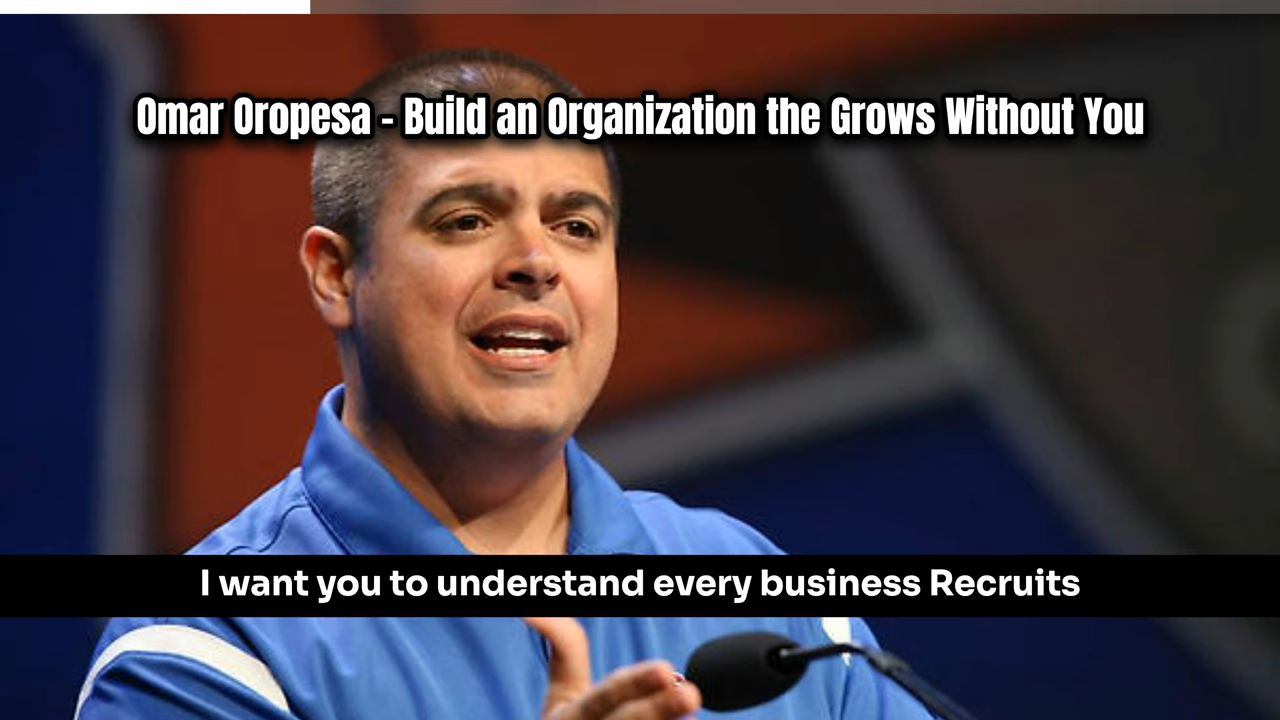 Omar Oropesa - Build an Organization the Grows Without You
I want you to understand every business Recruits